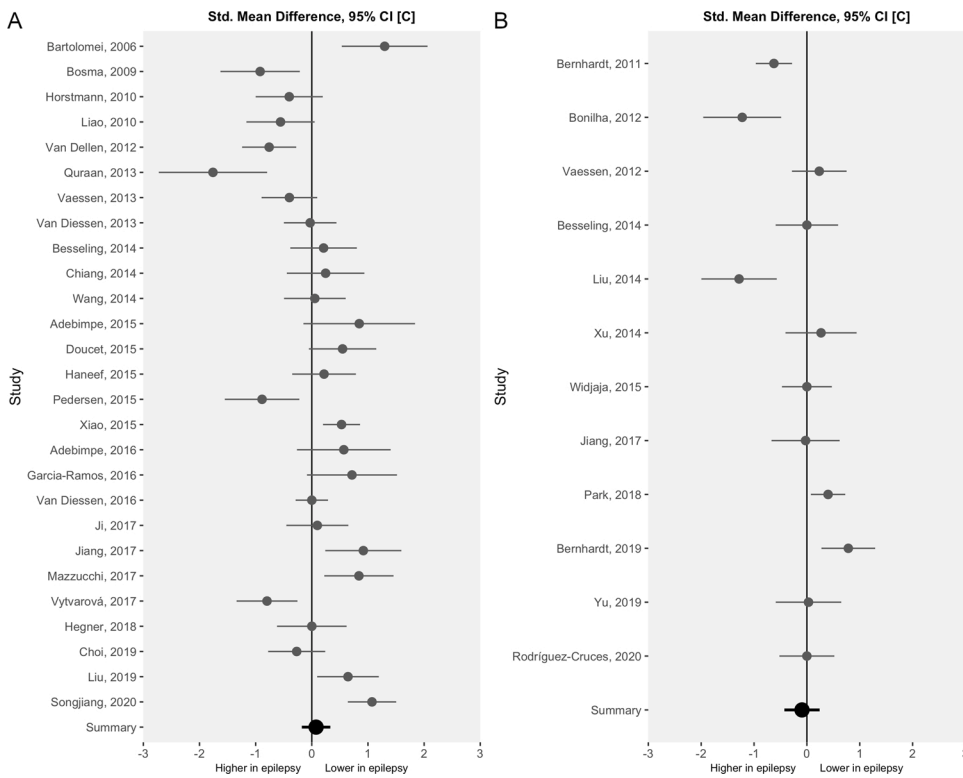 A
Std. Mean Difference, 95% CI [C]
Study
Bartolomei, 2006
Bosma, 2009
Horstmann, 2010
Liao, 2010
Van Dellen, 2012
Quraan, 2013
Vaessen, 2013
Van Diessen, 2013
Besseling, 2014
Chiang, 2014
Wang, 2014
Adebimpe, 2015
Doucet, 2015
Haneef, 2015
Pedersen, 2015
Xiao, 2015
Adebimpe, 2016
Garcia-Ramos, 2016
Van Diessen, 2016
Ji, 2017
Jiang, 2017
Mazzucchi, 2017
Vytvarová, 2017
Hegner, 2018
Choi, 2019
Liu, 2019
Songjiang, 2020
Summary
-3 -2 -1 0 1 2 3
Higher in epilepsy Lower in epilepsy
B
Std. Mean Difference, 95% CI [C]
Study
Bernhardt, 2011
Bonilha, 2012
Vaessen, 2012
Besseling, 2014
Liu, 2014
Xu, 2014
Widjaja, 2015
Jiang, 2017
Park, 2018
Bernhardt, 2019
Yu, 2019
Rodríguez-Cruces, 2020
Summary
-3 -2 -1 0 1 2 3
Higher in epilepsy Lower in epilepsy